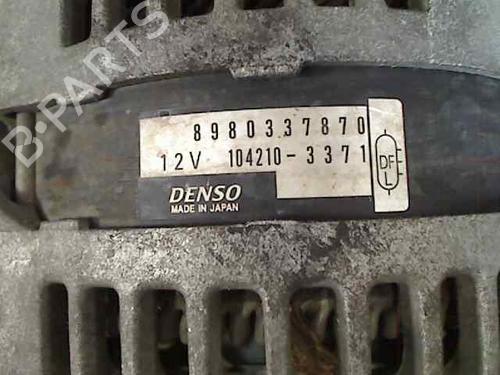 B-PARTS
8980337870
12V 104210-3371
DENSO
MADE IN JAPAN
DF
L